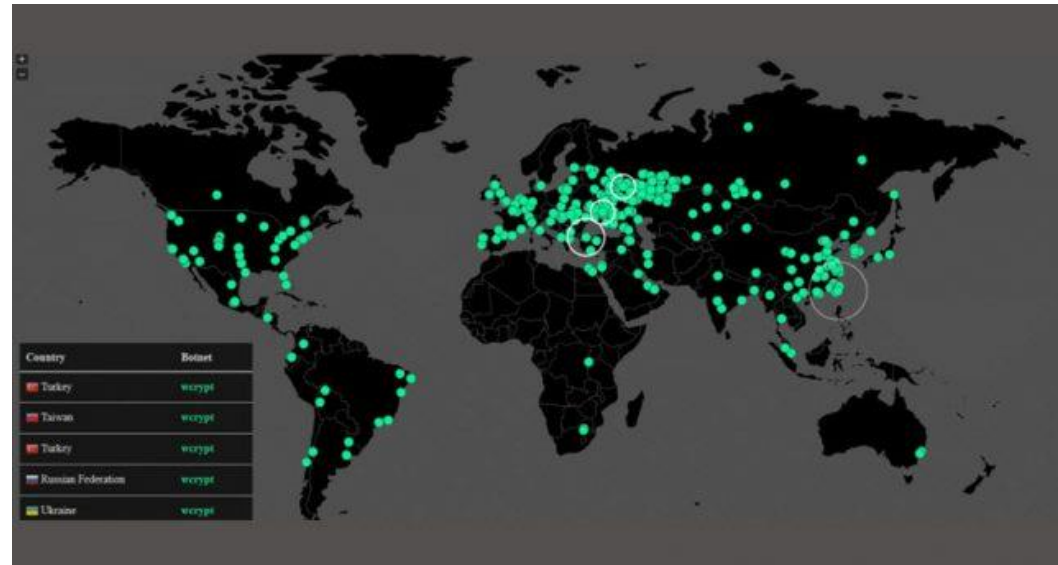 +
-
Country Botnet
Turkey wcrypt
Taiwan wcrypt
Turkey wcrypt
Russian Federation wcrypt
Ukraine wcrypt